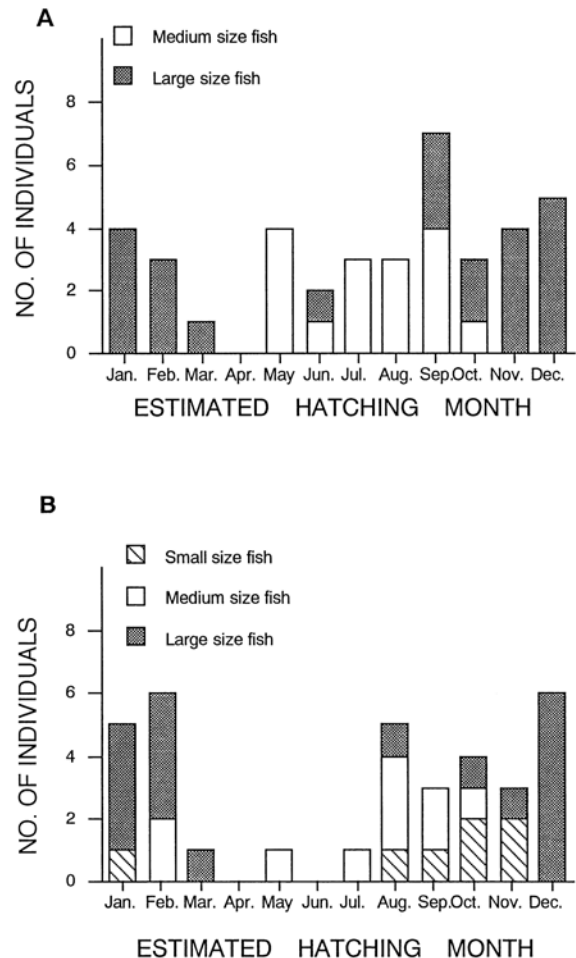 A
Medium size fish
Large size fish
NO. OF INDIVIDUALS
8
6
4
2
0
Jan. Feb. Mar. Apr. May Jun. Jul. Aug. Sep. Oct. Nov. Dec.
ESTIMATED HATCHING MONTH
B
Small size fish
Medium size fish
Large size fish
NO. OF INDIVIDUALS
8
6
4
2
0
Jan. Feb. Mar. Apr. May Jun. Jul. Aug. Sep. Oct. Nov. Dec.
ESTIMATED HATCHING MONTH